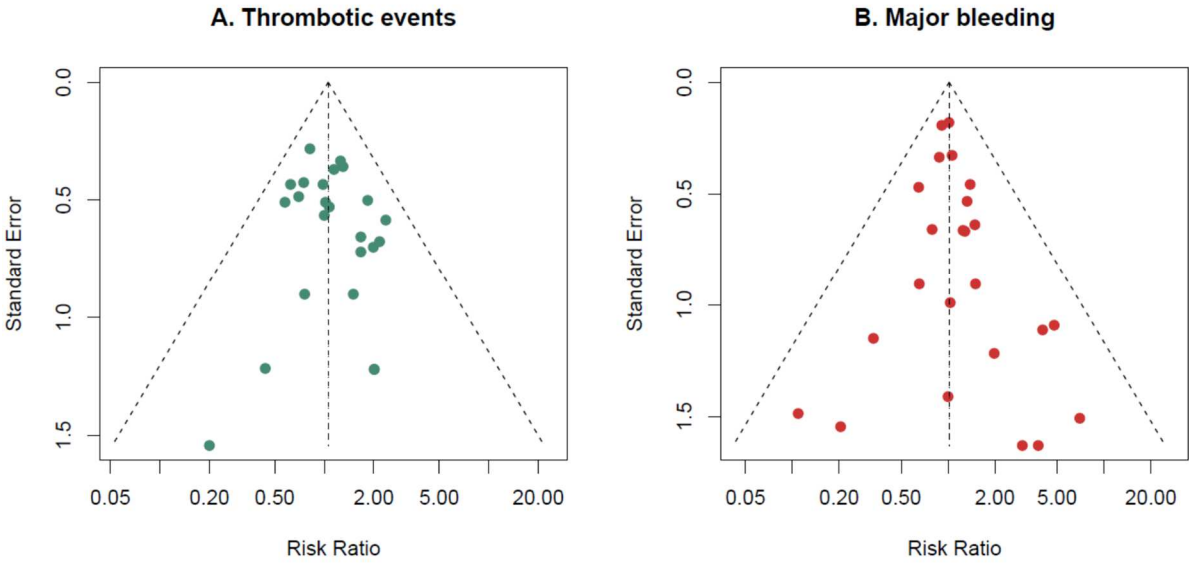 A. Thrombotic events
B. Major bleeding
Standard Error
0.0
0.5
1.0
1.5
0.05 0.20 0.50 2.00 5.00 20.00
Risk Ratio
Standard Error
0.0
0.5
1.0
1.5
0.05 0.20 0.50 2.00 5.00 20.00
Risk Ratio